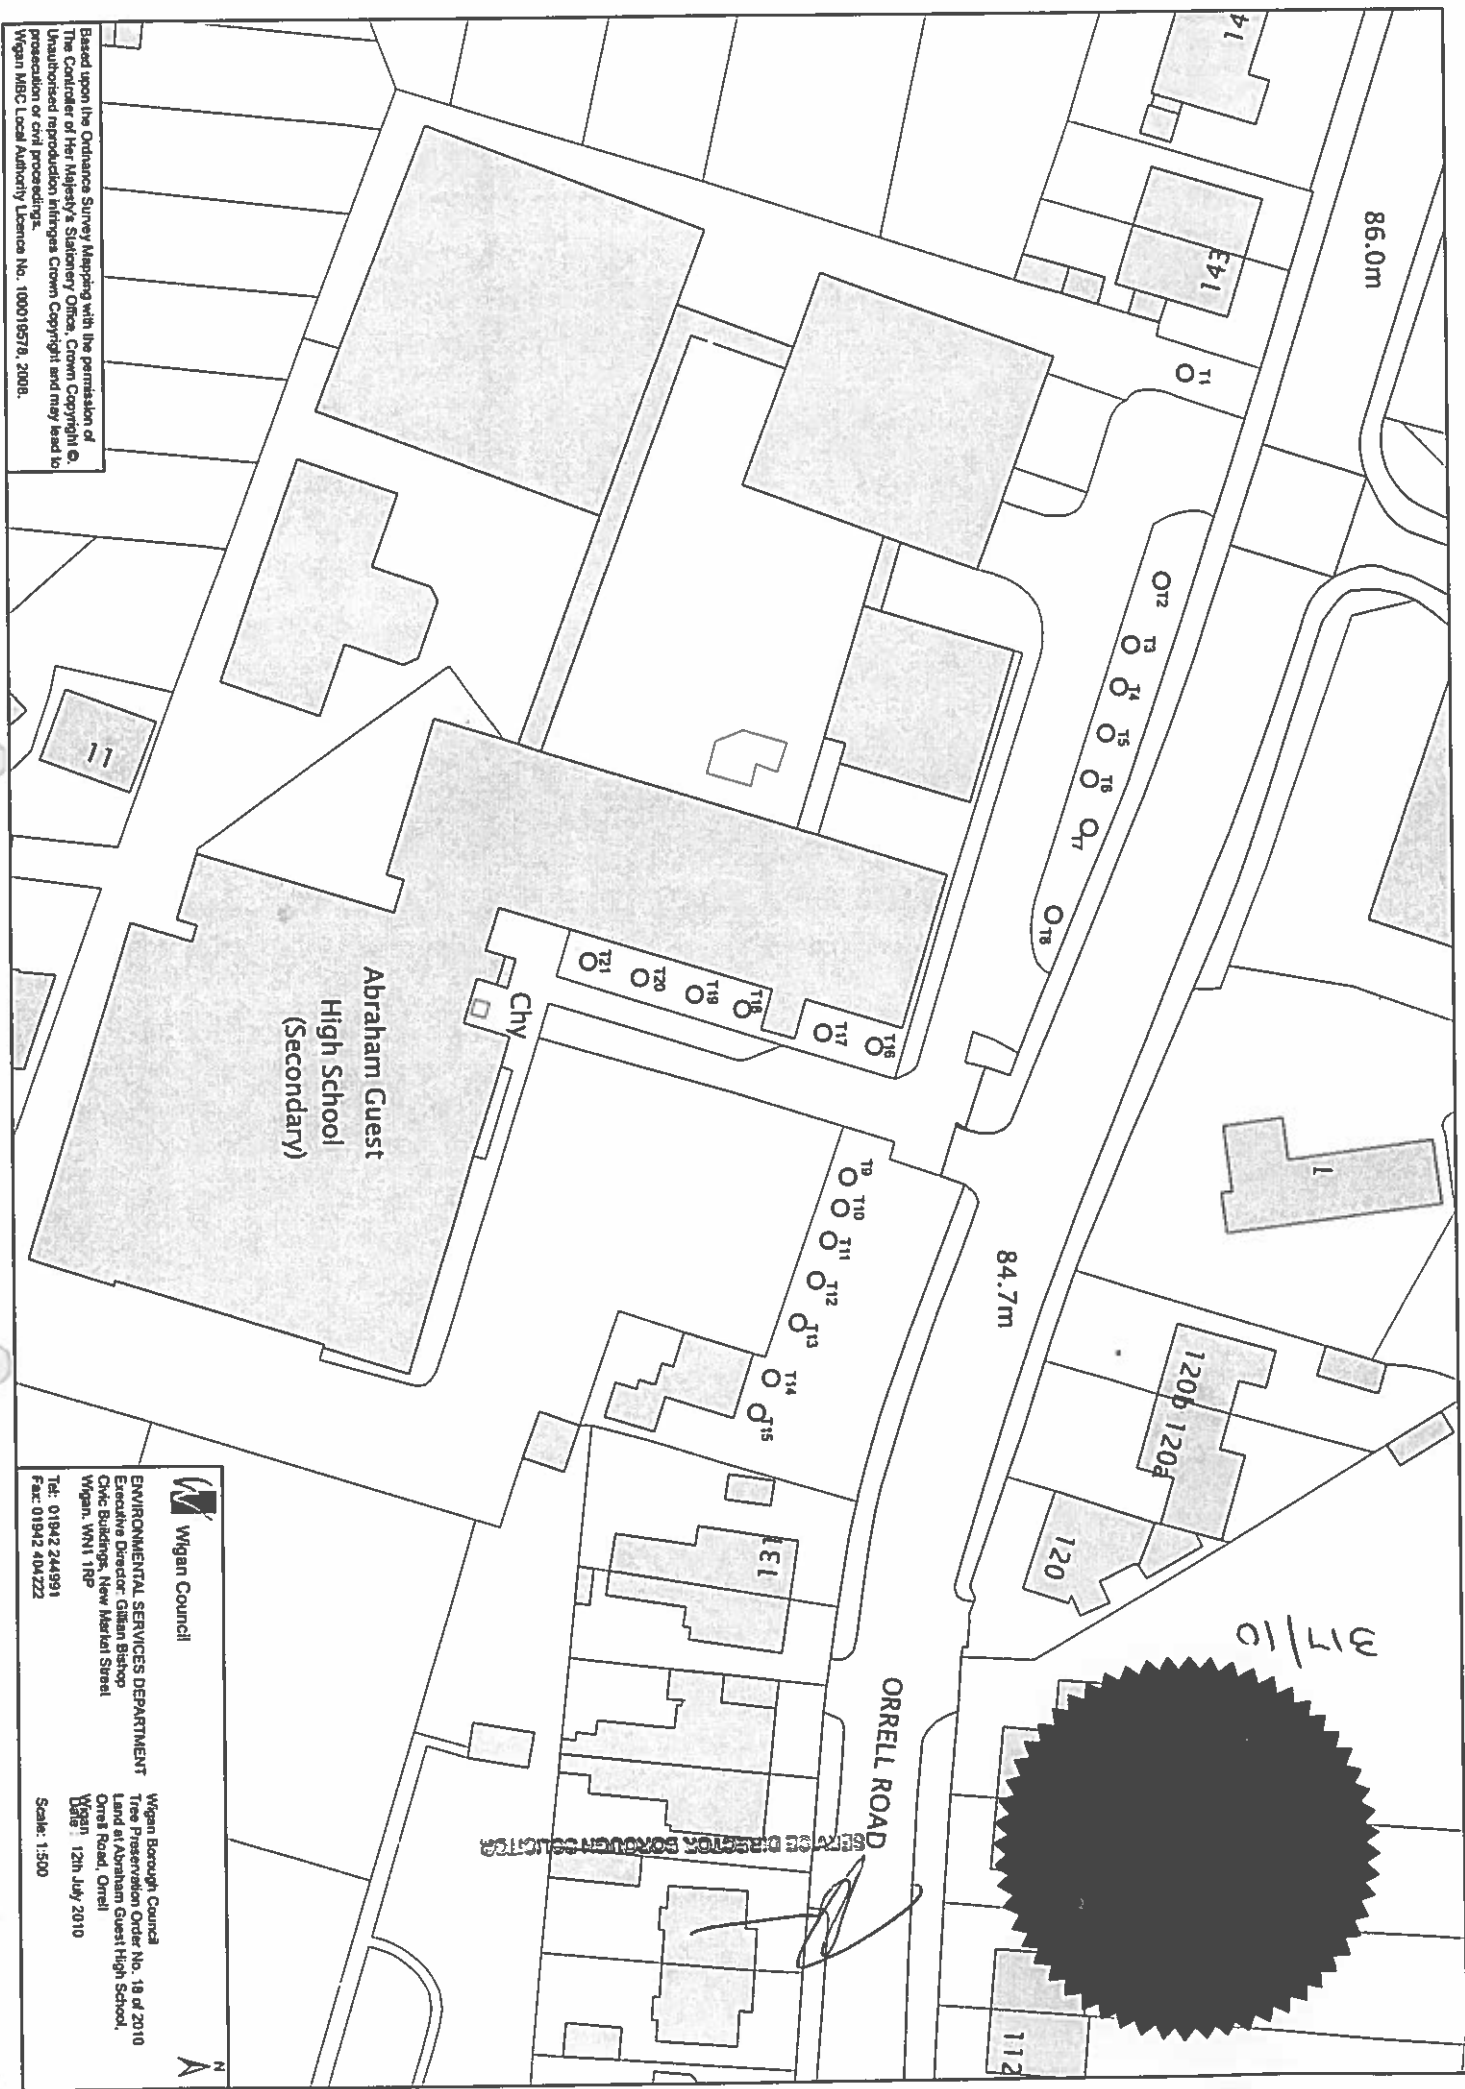 86.0m
141
143
T1
T2
T3
T4
T5
T6
T7
T8
1
84.7m
120b 120a
120
317/10
112
ORRELL ROAD
SERVICE DIRECTOR BOROUGH SOLICITOR
131
T9
T10
T11
T12
T13
T14
T15
T16
T17
T18
T19
T20
T21
Chy
Abraham Guest
High School
(Secondary)
11
Based upon the Ordnance Survey Mapping with the permission of
The Controller of Her Majesty's Stationery Office, Crown Copyright ©.
Unauthorised reproduction infringes Crown Copyright and may lead to
prosecution or civil proceedings.
Wigan MBC Local Authority Licence No. 100019578, 2008.
Wigan Council
ENVIRONMENTAL SERVICES DEPARTMENT
Executive Director: Gillian Bishop
Civic Buildings, New Market Street
Wigan. WN1 1RP
Tel: 01942 244991
Fax: 01942 404222
Wigan Borough Council
Tree Preservation Order No. 18 of 2010
Land at Abraham Guest High School,
Orrell Road, Orrell
Wigan
Date : 12th July 2010
Scale: 1:500
N